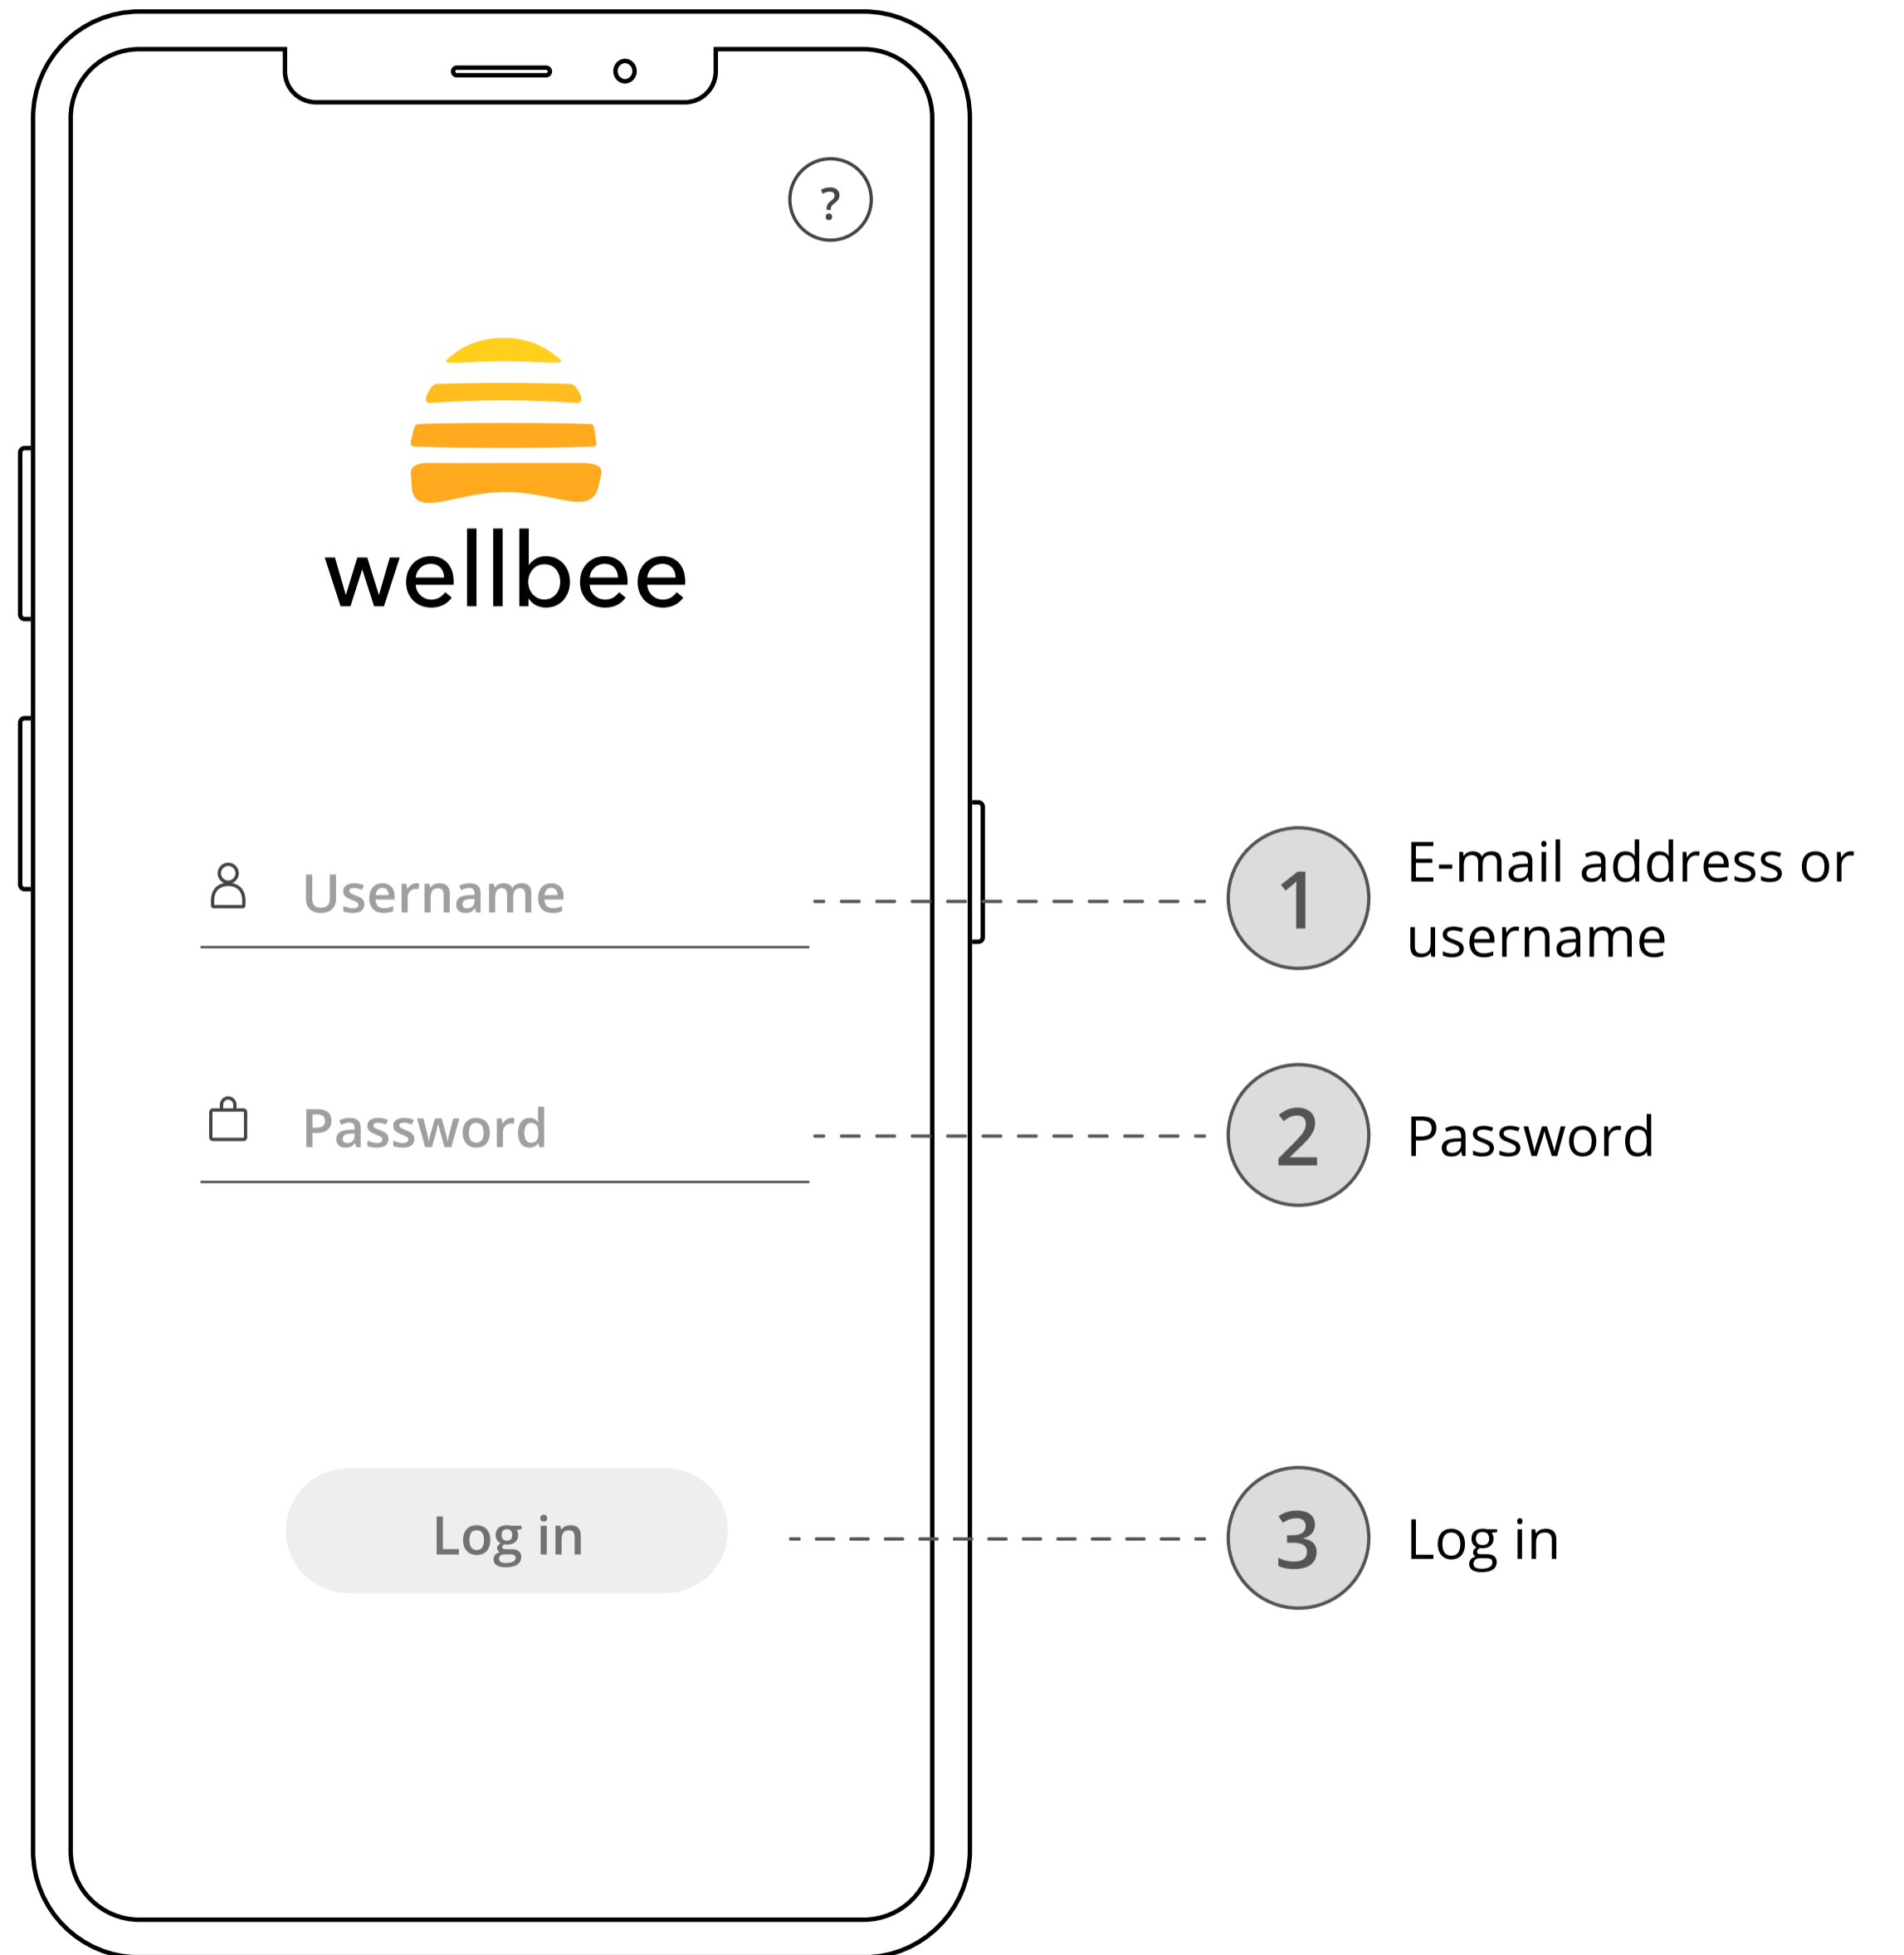 ?
wellbee
Username
1
E-mail address or
username
Password
2
Password
Log in
3
Log in